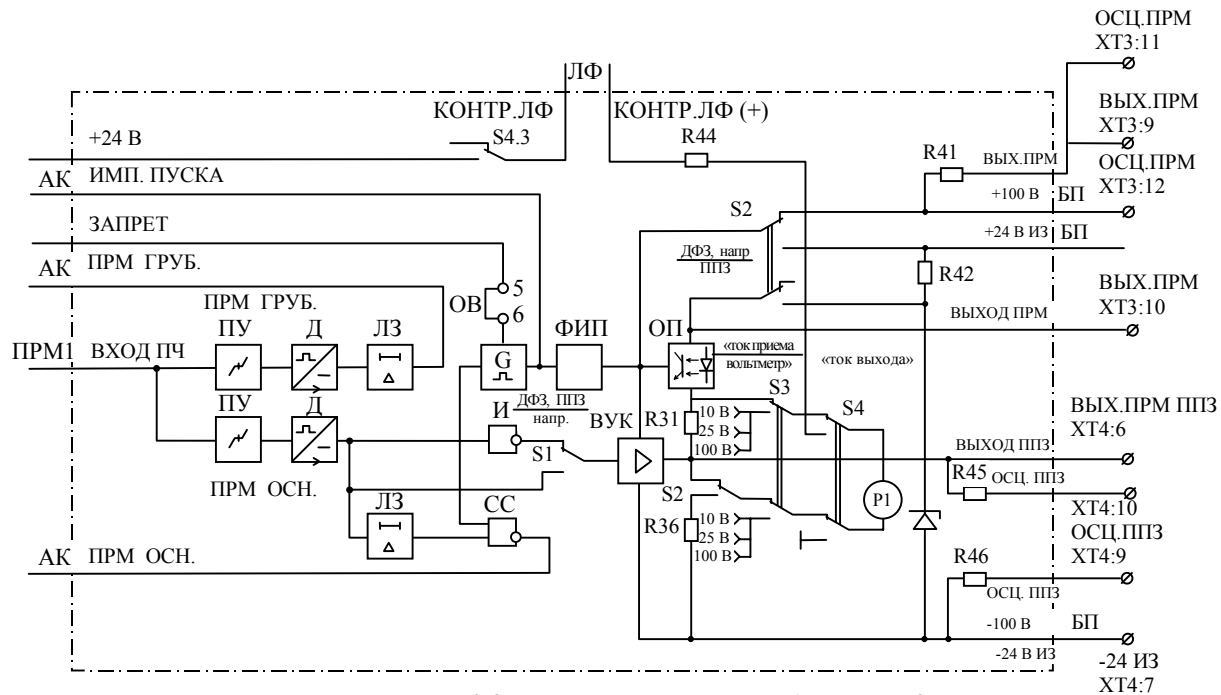 ОСЦ.ПРМ
ХТ3:11
ЛФ
КОНТР.ЛФ
КОНТР.ЛФ (+)
ВЫХ.ПРМ
ХТ3:9
+24 В
S4.3
R44
R41
ВЫХ.ПРМ
ОСЦ.ПРМ
ХТ3:12
АК
ИМП. ПУСКА
+100 В
БП
ЗАПРЕТ
S2
+24 В ИЗ
БП
ДФЗ, напр
ППЗ
АК
ПРМ ГРУБ.
R42
ПРМ ГРУБ.
ОВ
5
6
ВЫХ.ПРМ
ХТ3:10
ВЫХОД ПРМ
ПУ
Д
ЛЗ
ФИП
ОП
ПРМ1
ВХОД ПЧ
G
«ток приема
вольтметр»
«ток выхода»
S3
ПУ
Д
И
ДФЗ, ППЗ
напр.
ВУК
R31
10 В
25 В
100 В
S4
ВЫХ.ПРМ ППЗ
ХТ4:6
S1
ВЫХОД ППЗ
ПРМ ОСН.
R45
ОСЦ. ППЗ
S2
P1
ЛЗ
СС
R36
10 В
25 В
100 В
ХТ4:10
ОСЦ.ППЗ
ХТ4:9
АК
ПРМ ОСН.
R46
ОСЦ. ППЗ
-100 В
БП
-24 В ИЗ
-24 ИЗ
ХТ4:7